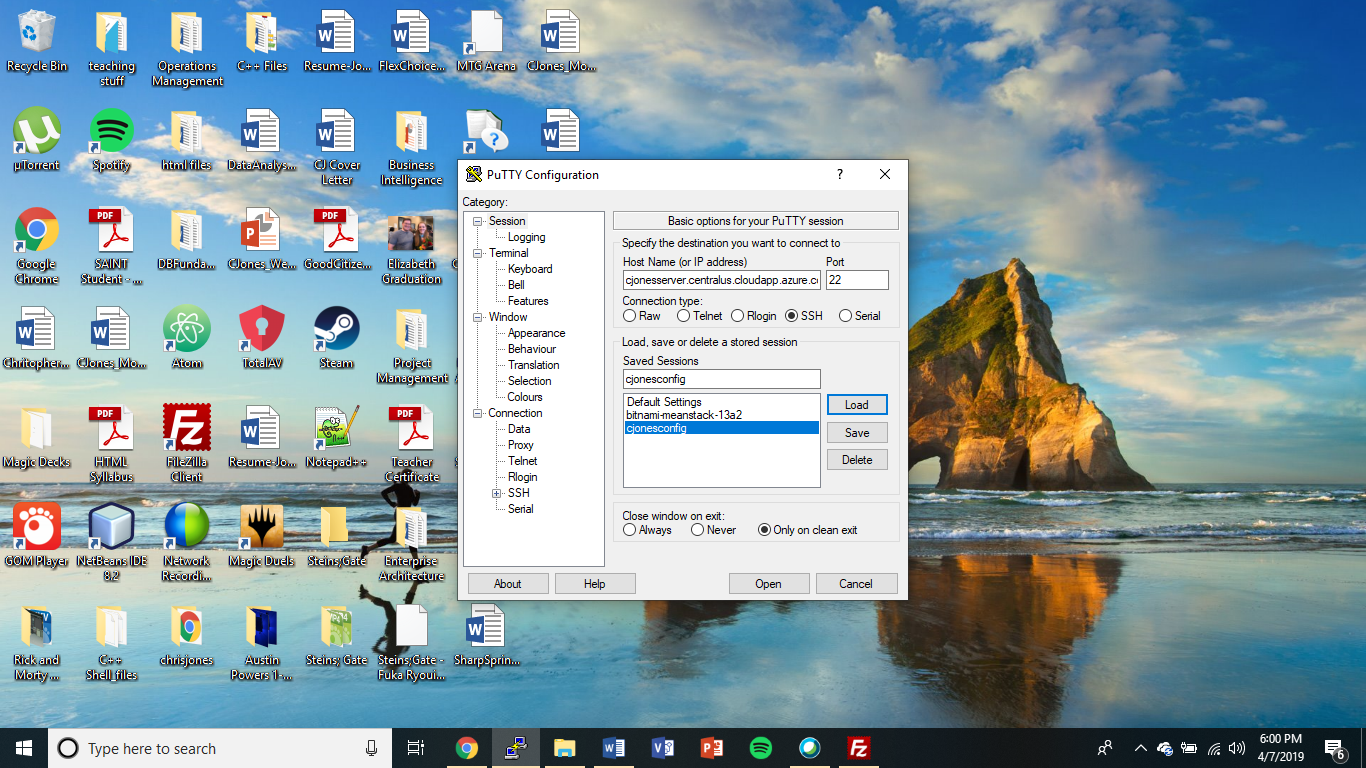 Recycle Bin
teaching
stuff
Operations
Management
C++ Files
Resume-Jo...
FlexChoice...
MTG Arena
CJones_Mo...
µTorrent
Spotify
html files
DataAnalys...
CJ Cover
Letter
Business
Intelligence
Google
Chrome
SAINT
Student - ...
DBFunda...
CJones_We...
GoodCitize...
Elizabeth
Graduation
Chritopher...
CJones_Mo...
Atom
TotalAV
Steam
Project
Management
Magic Decks
HTML
Syllabus
FileZilla
Client
Resume-Jo...
Notepad++
Teacher
Certificate
GOM Player
NetBeans IDE
8.2
Network
Recordi...
Magic Duels
Steins;Gate
Enterprise
Architecture
Rick and
Morty ...
C++
Shell_files
chrisjones
Austin
Powers 1-...
Steins; Gate
Steins;Gate -
Fuka Ryoui...
SharpSprin...
PuTTY Configuration
?
Category:
Session
Logging
Terminal
Keyboard
Bell
Features
Window
Appearance
Behaviour
Translation
Selection
Colours
Connection
Data
Proxy
Telnet
Rlogin
SSH
Serial
Basic options for your PuTTY session
Specify the destination you want to connect to
Host Name (or IP address) Port
cjonesserver.centralus.cloudapp.azure.c 22
Connection type:
Raw Telnet Rlogin SSH Serial
Load, save or delete a stored session
Saved Sessions
cjonesconfig
Default Settings
bitnami-meanstack-13a2
cjonesconfig
Load
Save
Delete
Close window on exit:
Always Never Only on clean exit
About Help Open Cancel
Type here to search
6:00 PM
4/7/2019
6